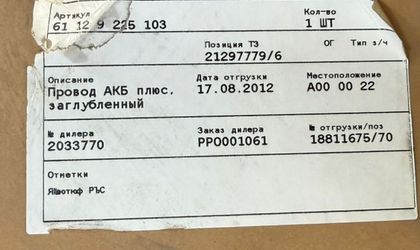 Артикул Кол-во
61 12 9 225 103 1 ШТ
Позиция ТЗ ОГ Тип з/ч
21297779/6
Описание Дата отгрузки Местоположение
Провод АКБ плюс, 17.08.2012 A00 00 22
заглубленный
№ дилера Заказ дилера № отгрузки/поз
2033770 PPO001061 18811675/70
Отметки
РЪС